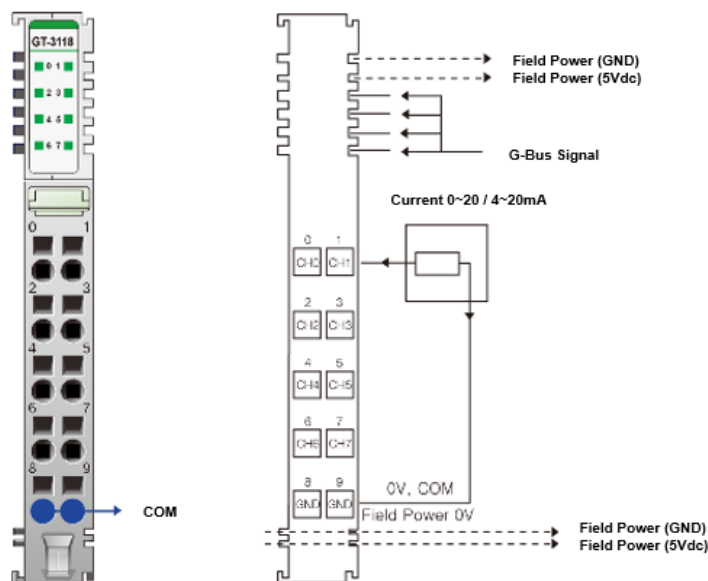 GT-3118
0 1
2 3
4 5
6 7
0 1
2 3
4 5
6 7
8 9
COM
Field Power (GND)
Field Power (5Vdc)
G-Bus Signal
Current 0~20 / 4~20mA
0 1
CH0 CH1
2 3
CH2 CH3
4 5
CH4 CH5
6 7
CH6 CH7
8 9
GND GND
0V, COM
Field Power 0V
Field Power (GND)
Field Power (5Vdc)